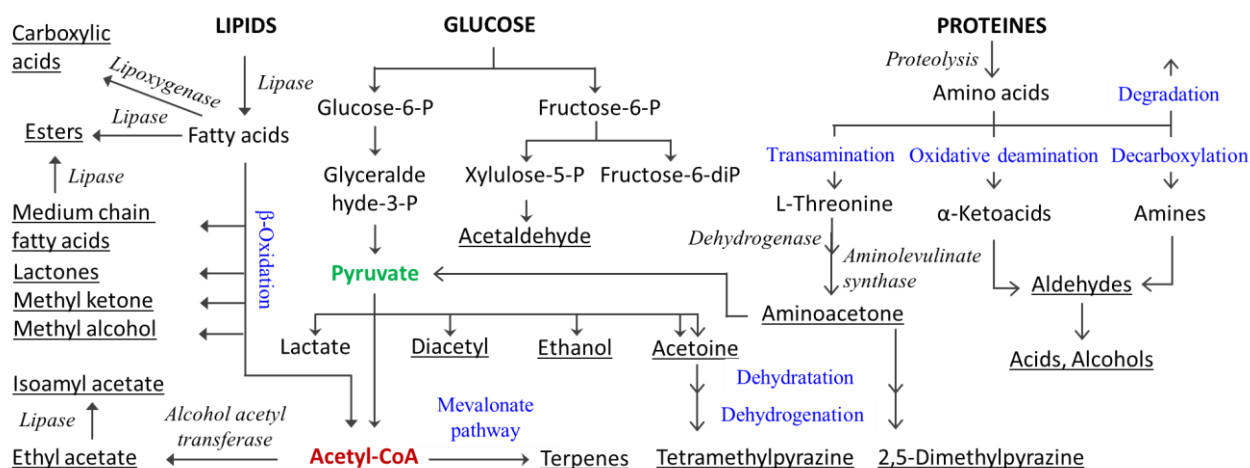 LIPIDS
GLUCOSE
PROTEINES
Carboxylic
acids
Lipoxygenase
Lipase
Proteolysis
Lipase
Esters
Fatty acids
Glucose-6-P
Fructose-6-P
Amino acids
Degradation
Lipase
Transamination
Oxidative deamination
Decarboxylation
Glyceralde
hyde-3-P
Xylulose-5-P
Fructose-6-diP
Medium chain
fatty acids
β-Oxidation
Acetaldehyde
L-Threonine
α-Ketoacids
Amines
Dehydrogenase
Aminolevulinate
synthase
Lactones
Pyruvate
Aldehydes
Methyl ketone
Methyl alcohol
Aminoacetone
Lactate
Diacetyl
Ethanol
Acetoine
Acids, Alcohols
Isoamyl acetate
Dehydratation
Dehydrogenation
Lipase
Alcohol acetyl
transferase
Mevalonate
pathway
Ethyl acetate
Acetyl-CoA
Terpenes
Tetramethylpyrazine
2,5-Dimethylpyrazine